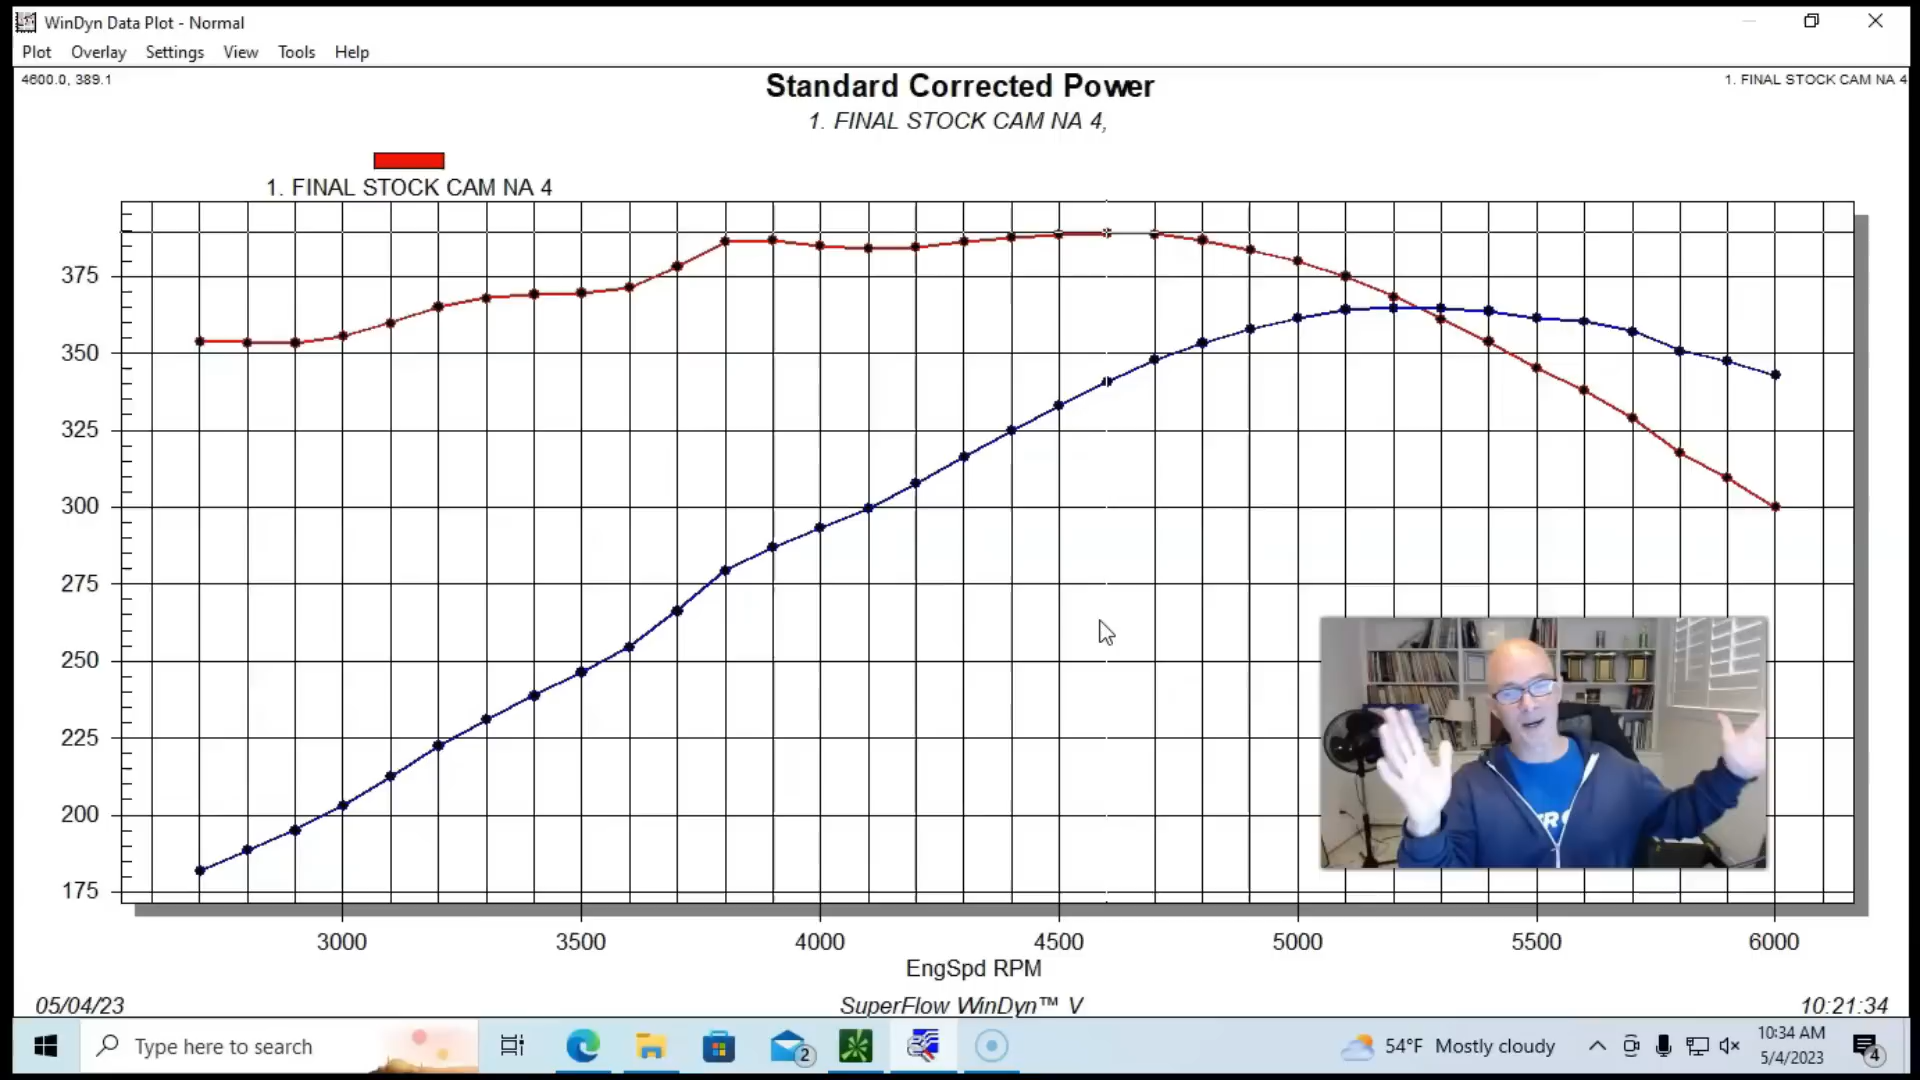 WinDyn Data Plot - Normal
Plot Overlay Settings View Tools Help
4600.0, 389.1
Standard Corrected Power
1. FINAL STOCK CAM NA 4
1. FINAL STOCK CAM NA 4,
1. FINAL STOCK CAM NA 4
375
350
325
300
275
250
225
200
175
3000 3500 4000 4500 5000 5500 6000
EngSpd RPM
05/04/23
SuperFlow WinDyn™ V
10:21:34
Type here to search
2
54°F Mostly cloudy
10:34 AM
5/4/2023
4